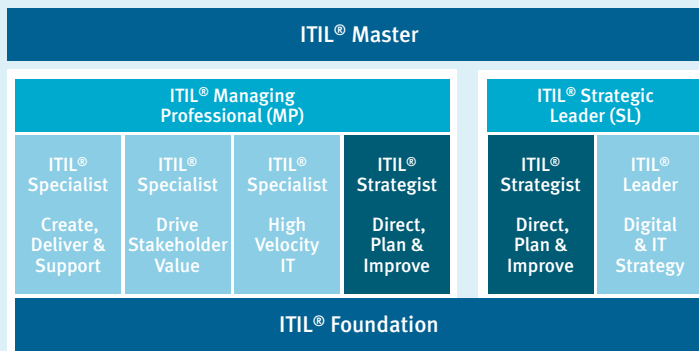 ITIL® Master
ITIL® Managing
Professional (MP)
ITIL® Strategic
Leader (SL)
ITIL®
Specialist
Create,
Deliver &
Support
ITIL®
Specialist
Drive
Stakeholder
Value
ITIL®
Specialist
High
Velocity
IT
ITIL®
Strategist
Direct,
Plan &
Improve
ITIL®
Strategist
Direct,
Plan &
Improve
ITIL®
Leader
Digital
& IT
Strategy
ITIL® Foundation